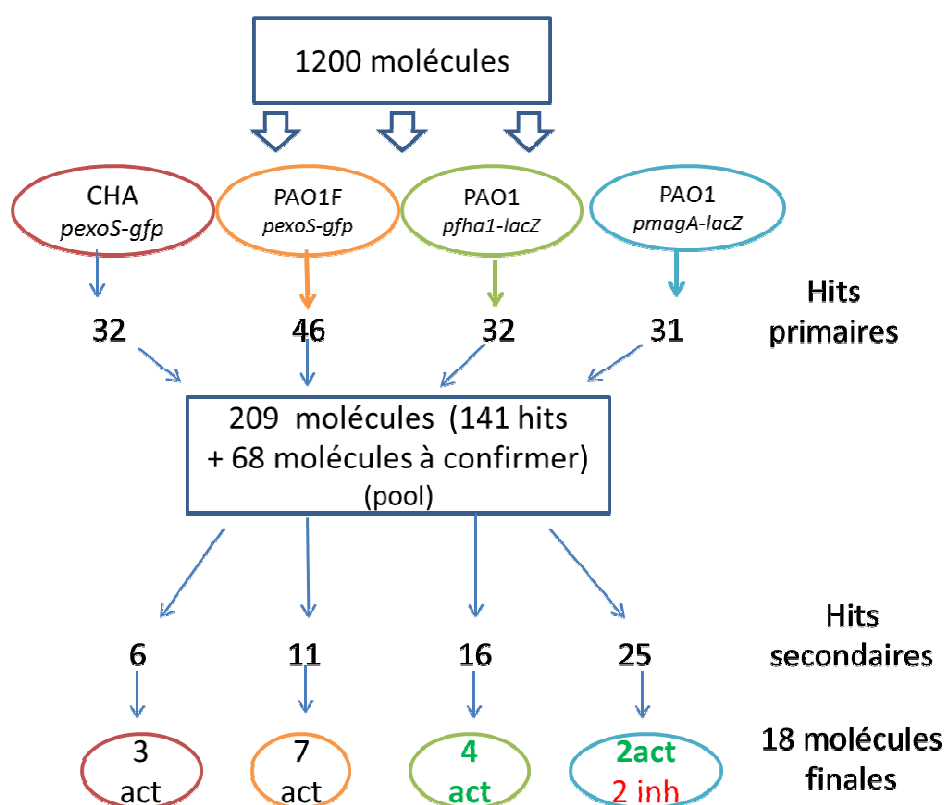 1200 molécules
CHA
pexoS-gfp
PAO1F
pexoS-gfp
PAO1
pfha1-lacZ
PAO1
pmagA-lacZ
Hits
primaires
32
46
32
31
209 molécules (141 hits
+ 68 molécules à confirmer)
(pool)
Hits
secondaires
6
11
16
25
18 molécules
finales
3
act
7
act
4
act
2act
2 inh